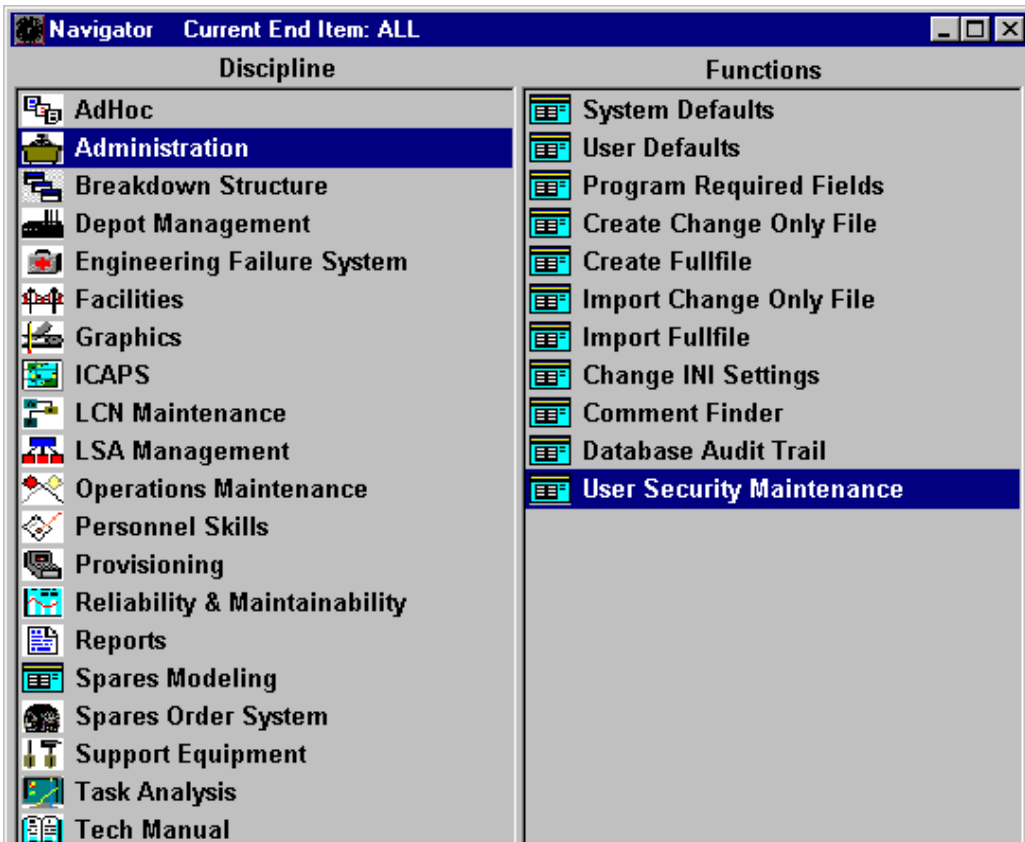 Navigator Current End Item: ALL
Discipline
AdHoc
Administration
Breakdown Structure
Depot Management
Engineering Failure System
Facilities
Graphics
ICAPS
LCN Maintenance
LSA Management
Operations Maintenance
Personnel Skills
Provisioning
Reliability & Maintainability
Reports
Spares Modeling
Spares Order System
Support Equipment
Task Analysis
Tech Manual
Functions
System Defaults
User Defaults
Program Required Fields
Create Change Only File
Create Fullfile
Import Change Only File
Import Fullfile
Change INI Settings
Comment Finder
Database Audit Trail
User Security Maintenance